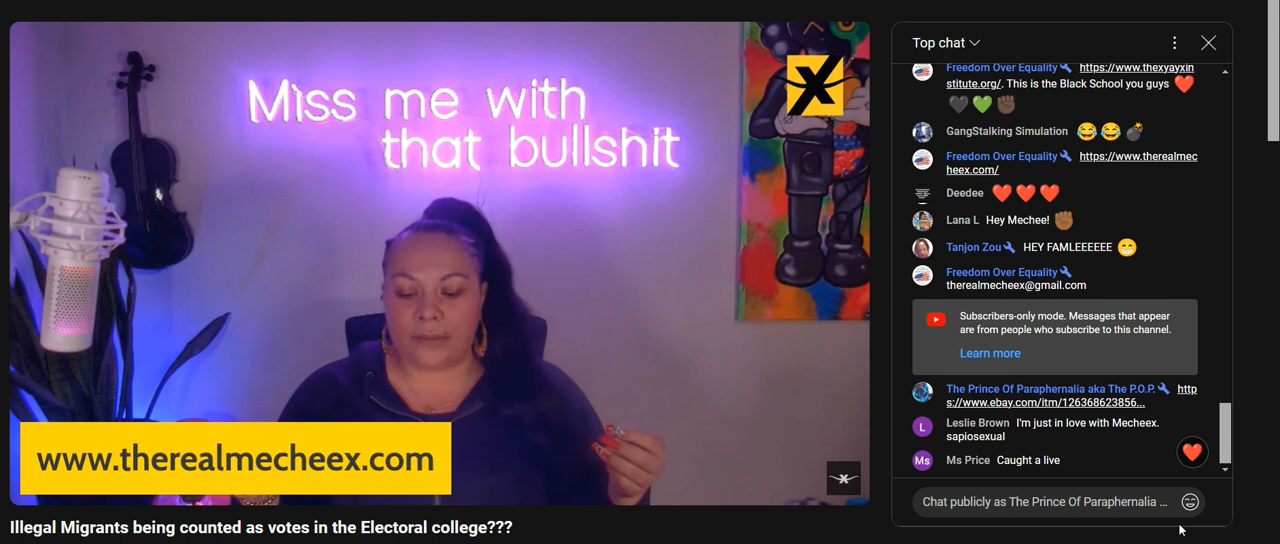 Miss me with
that bullshit
X
www.therealmecheex.com
Illegal Migrants being counted as votes in the Electoral college???
Top chat
Freedom Over Equality https://www.thexyayxin
stitute.org/. This is the Black School you guys ❤️
🖤 💚 ✊🏾
GangStalking Simulation 😂 😂 💣
Freedom Over Equality https://www.therealmec
heex.com/
Deedee ❤️ ❤️ ❤️
Lana L Hey Mechee! ✊🏾
Tanjon Zou HEY FAMLEEEEEE 😁
Freedom Over Equality
therealmecheex@gmail.com
Subscribers-only mode. Messages that appear
are from people who subscribe to this channel.
Learn more
The Prince Of Paraphernalia aka The P.O.P. http
s://www.ebay.com/itm/126368623856...
L Leslie Brown I'm just in love with Mecheex.
sapiosexual
Ms Ms Price Caught a live
Chat publicly as The Prince Of Paraphernalia ...